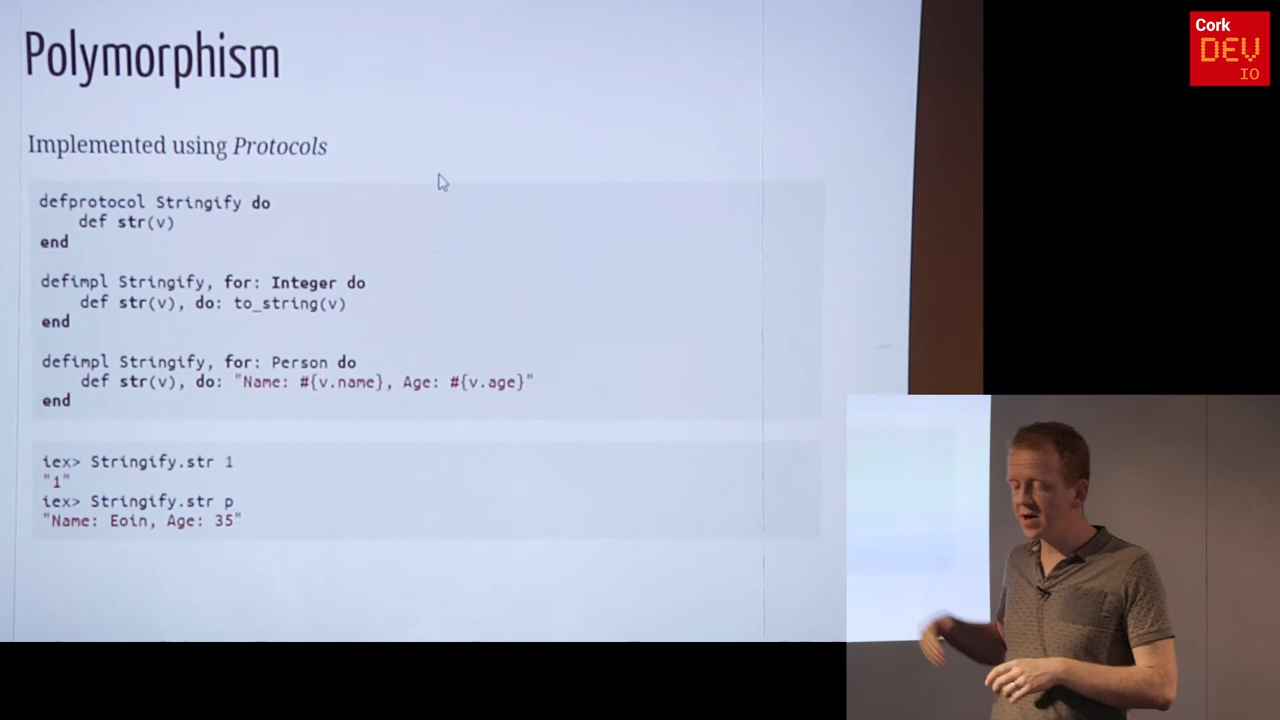 Polymorphism
Implemented using Protocols
defprotocol Stringify do
    def str(v)
end
defimpl Stringify, for: Integer do
    def str(v), do: to_string(v)
end
defimpl Stringify, for: Person do
    def str(v), do: "Name: #{v.name}, Age: #{v.age}"
end
iex> Stringify.str 1
"1"
iex> Stringify.str p
"Name: Eoin, Age: 35"
Cork
DEV
IO